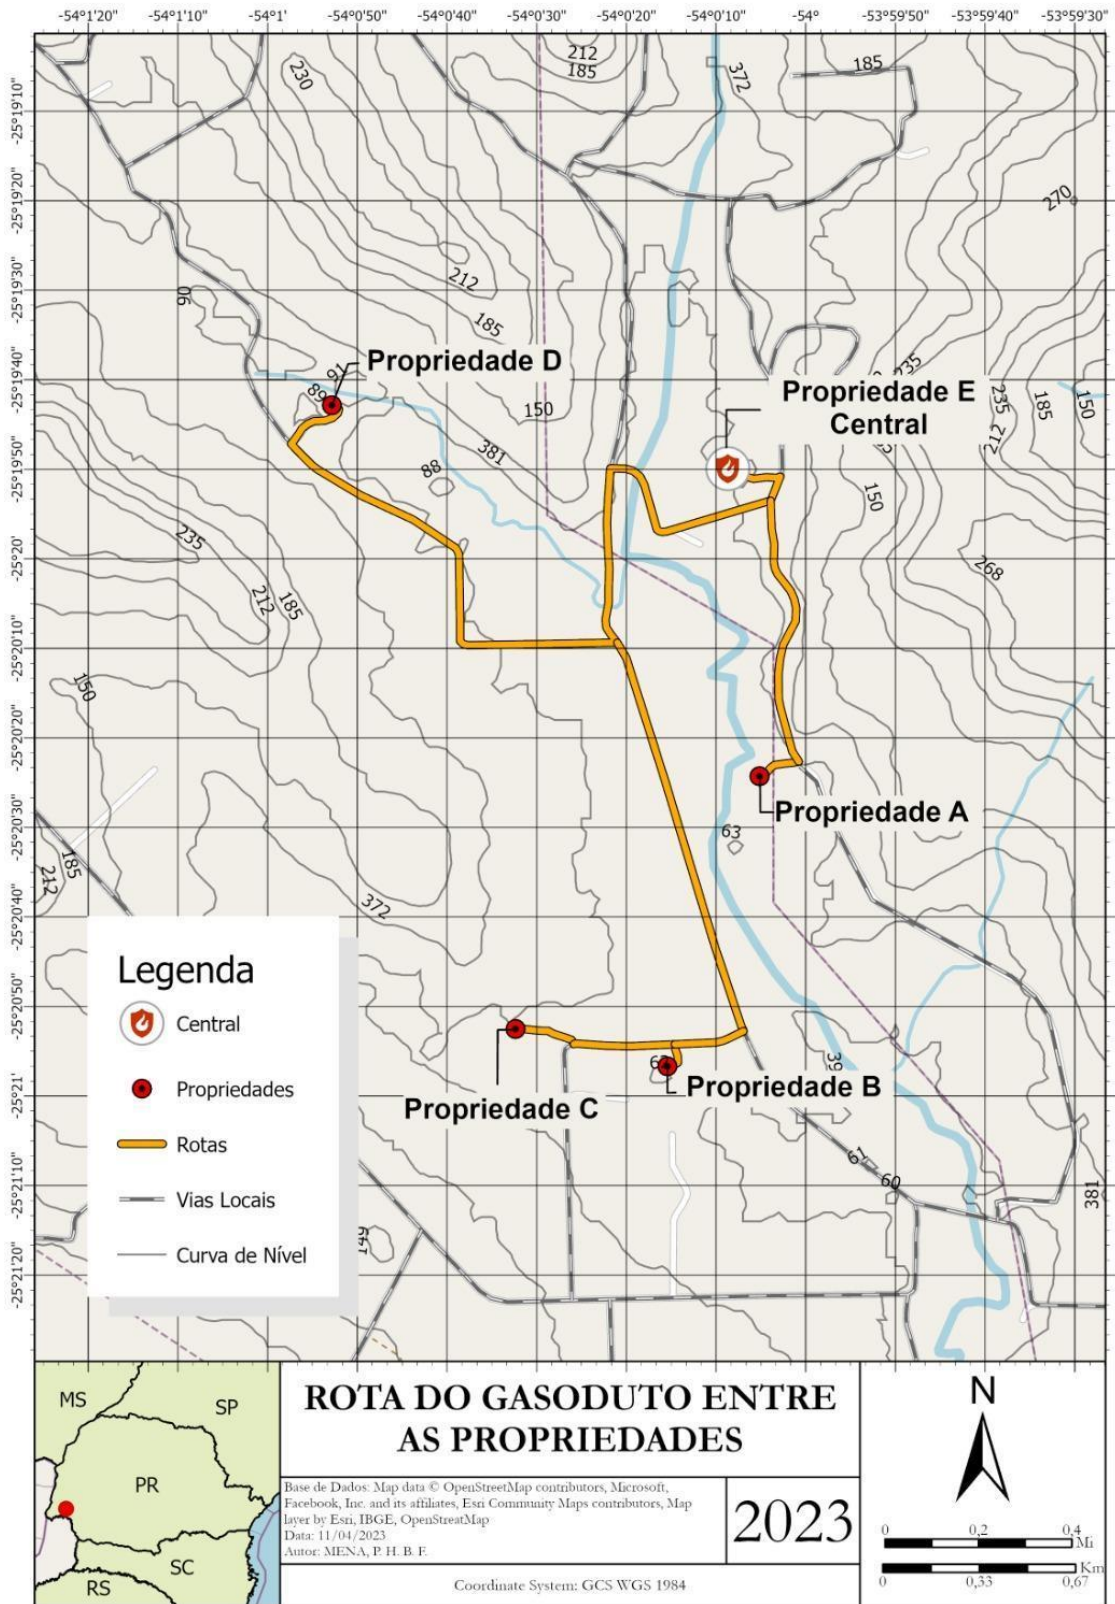 -54°1'20"
-54°1'10"
-54°1'
-54°0'50"
-54°0'40"
-54°0'30"
-54°0'20"
-54°0'10"
-54°
-53°59'50"
-53°59'40"
-53°59'30"
-25°19'10"
-25°19'20"
-25°19'30"
-25°19'40"
-25°19'50"
-25°20'
-25°20'10"
-25°20'20"
-25°20'30"
-25°20'40"
-25°20'50"
-25°21'
-25°21'10"
-25°21'20"
230
212
185
372
185
270
90
212
185
91
89
Propriedade D
235
Propriedade E
Central
150
381
88
235
185
212
150
150
235
212
185
268
150
63
Propriedade A
185
212
372
Propriedade C
Propriedade B
39
61
60
381
149
Legenda
Central
Propriedades
Rotas
Vias Locais
Curva de Nível
MS
SP
PR
SC
RS
ROTA DO GASODUTO ENTRE
AS PROPRIEDADES
Base de Dados: Map data © OpenStreetMap contributors, Microsoft,
Facebook, Inc. and its affiliates, Esri Community Maps contributors, Map
layer by Esri, IBGE, OpenStreatMap
Data: 11/04/2023
Autor: MENA, P. H. B. F.
2023
Coordinate System: GCS WGS 1984
N
0 0,2 0,4
Mi
Km
0 0,33 0,67